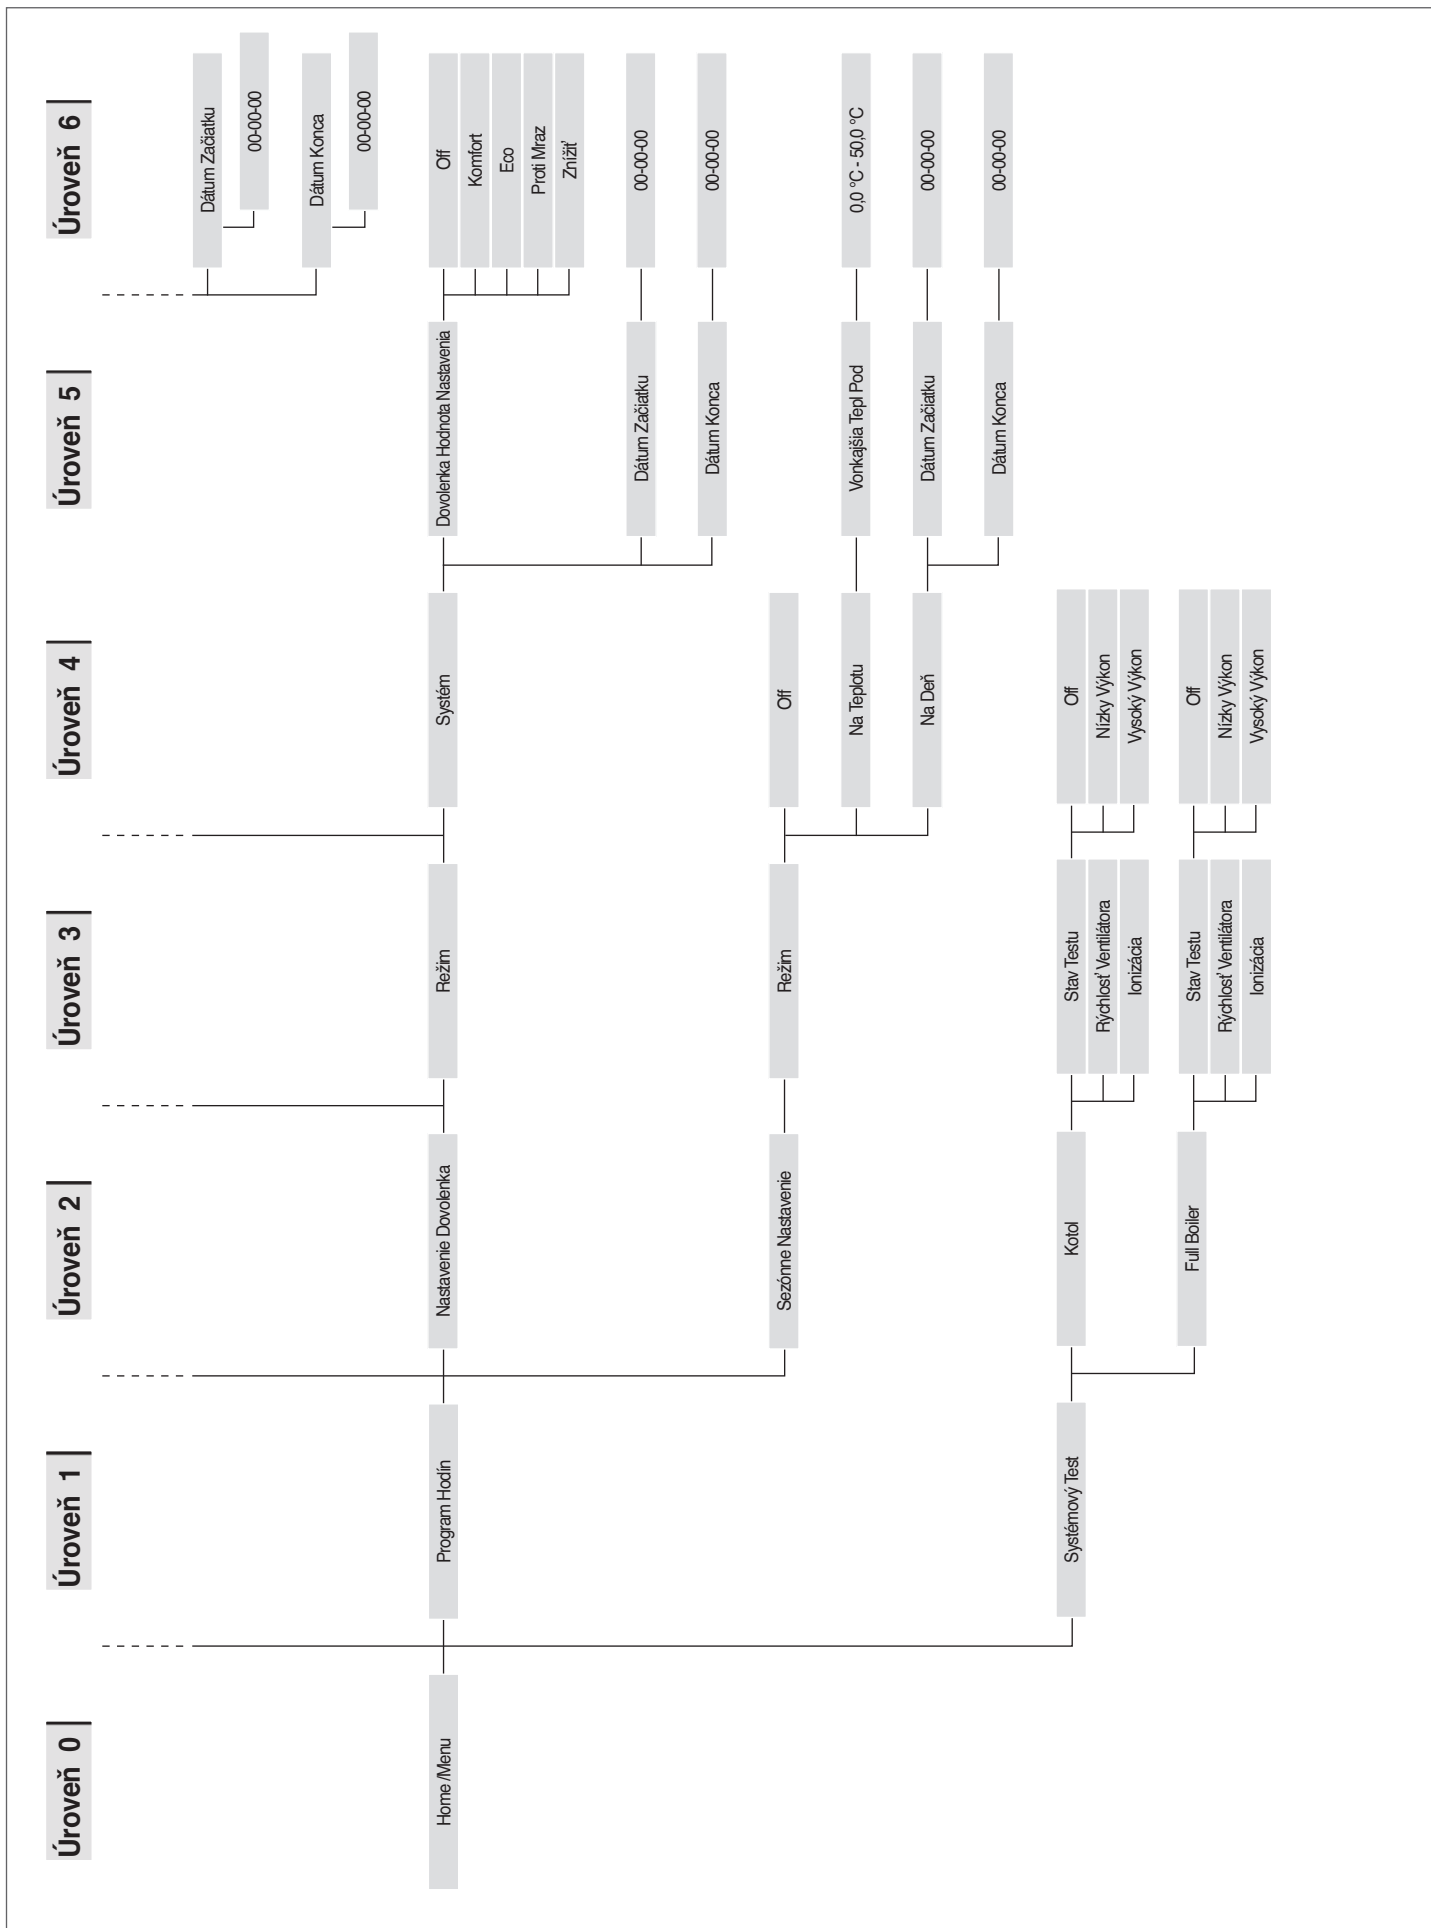 Úroveň 0
Úroveň 1
Úroveň 2
Úroveň 3
Úroveň 4
Úroveň 5
Úroveň 6
Dátum Začiatku
00-00-00
Dátum Konca
00-00-00
Home /Menu
Program Hodín
Nastavenie Dovolenka
Režim
Systém
Dovolenka Hodnota Nastavenia
Off
Komfort
Eco
Proti Mraz
Znížiť
Dátum Začiatku
00-00-00
Dátum Konca
00-00-00
Sezónne Nastavenie
Režim
Off
Na Teplotu
Vonkajšia Tepl Pod
0,0 °C - 50,0 °C
Na Deň
Dátum Začiatku
00-00-00
Dátum Konca
00-00-00
Systémový Test
Kotol
Stav Testu
Off
Rýchlosť Ventilátora
Nízky Výkon
Ionizácia
Vysoký Výkon
Full Boiler
Stav Testu
Off
Rýchlosť Ventilátora
Nízky Výkon
Ionizácia
Vysoký Výkon